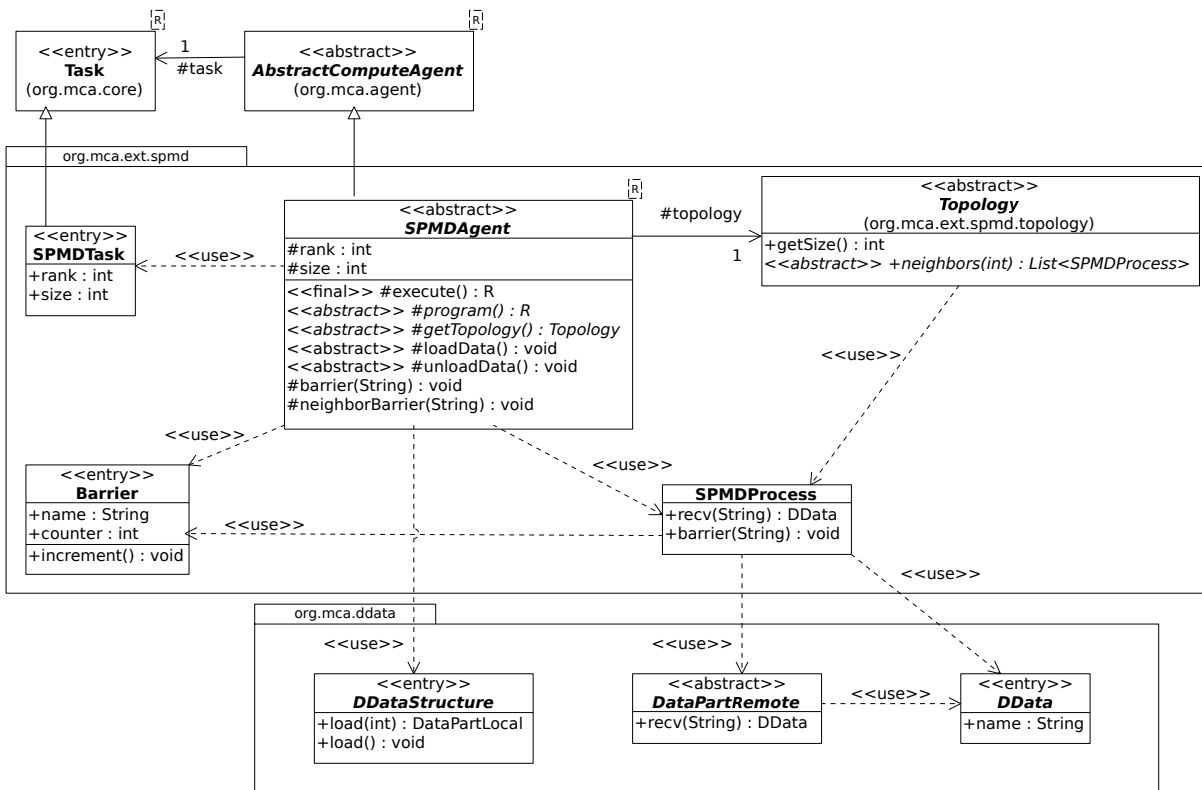 R
R
<<entry>>
Task
(org.mca.core)
1
#task
<<abstract>>
AbstractComputeAgent
(org.mca.agent)
org.mca.ext.spmd
R
<<entry>>
SPMDTask
+rank : int
+size : int
<<use>>
<<abstract>>
SPMDAgent
#rank : int
#size : int
<<final>> #execute() : R
<<abstract>> #program() : R
<<abstract>> #getTopology() : Topology
<<abstract>> #loadData() : void
<<abstract>> #unloadData() : void
#barrier(String) : void
#neighborBarrier(String) : void
#topology
1
<<abstract>>
Topology
(org.mca.ext.spmd.topology)
+getSize() : int
<<abstract>> +neighbors(int) : List<SPMDProcess>
<<use>>
<<use>>
<<use>>
<<entry>>
Barrier
+name : String
+counter : int
+increment() : void
<<use>>
SPMDProcess
+recv(String) : DData
+barrier(String) : void
<<use>>
org.mca.ddata
<<use>>
<<use>>
<<entry>>
DDataStructure
+load(int) : DataPartLocal
+load() : void
<<abstract>>
DataPartRemote
+recv(String) : DData
<<use>>
<<entry>>
DData
+name : String